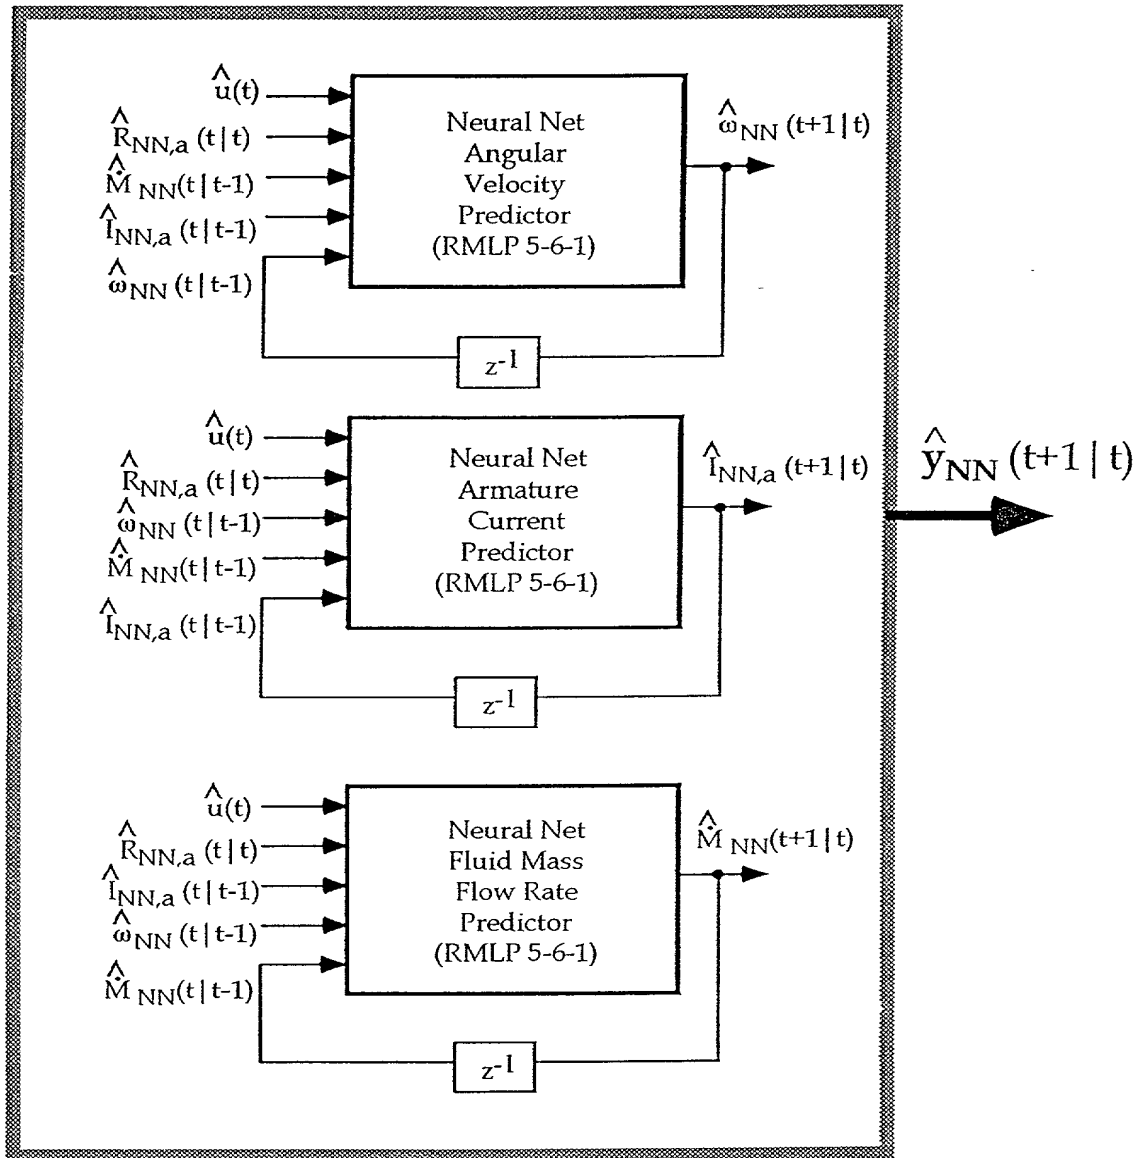 û(t)
R̂NN,a (t|t)
Ṁ̂ NN(t|t-1)
ÎNN,a (t|t-1)
ω̂NN (t|t-1)
Neural Net
Angular
Velocity
Predictor
(RMLP 5-6-1)
ω̂NN (t+1|t)
z-1
û(t)
R̂NN,a (t|t)
ω̂NN (t|t-1)
Ṁ̂NN(t|t-1)
ÎNN,a (t|t-1)
Neural Net
Armature
Current
Predictor
(RMLP 5-6-1)
ÎNN,a (t+1|t)
z-1
ŷNN (t+1|t)
û(t)
R̂NN,a (t|t)
ÎNN,a (t|t-1)
ω̂NN (t|t-1)
Ṁ̂ NN(t|t-1)
Neural Net
Fluid Mass
Flow Rate
Predictor
(RMLP 5-6-1)
Ṁ̂ NN(t+1|t)
z-1